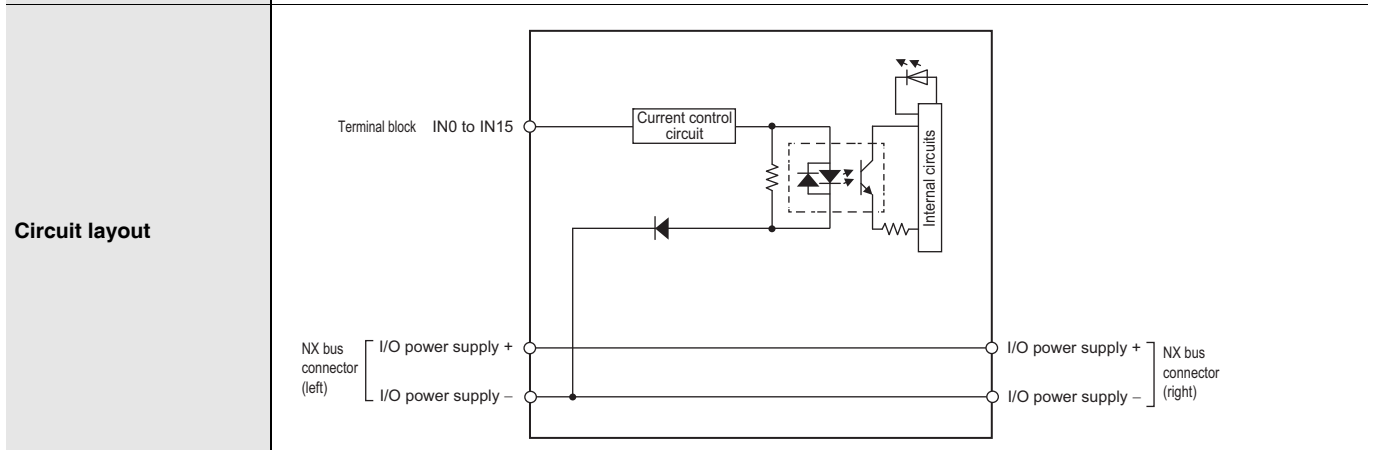 Circuit layout
Terminal block IN0 to IN15
Current control
circuit
Internal circuits
NX bus
connector
(left)
I/O power supply +
I/O power supply –
I/O power supply +
I/O power supply –
NX bus
connector
(right)